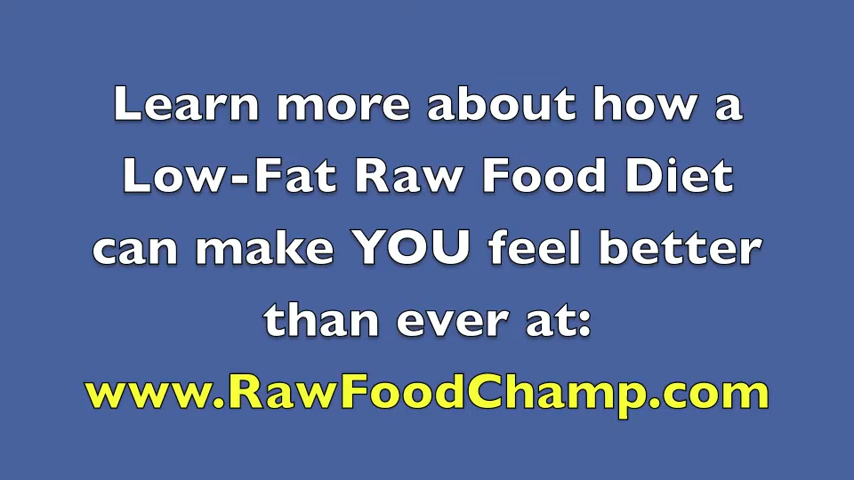 Learn more about how a
Low-Fat Raw Food Diet
can make YOU feel better
than ever at:
www.RawFoodChamp.com